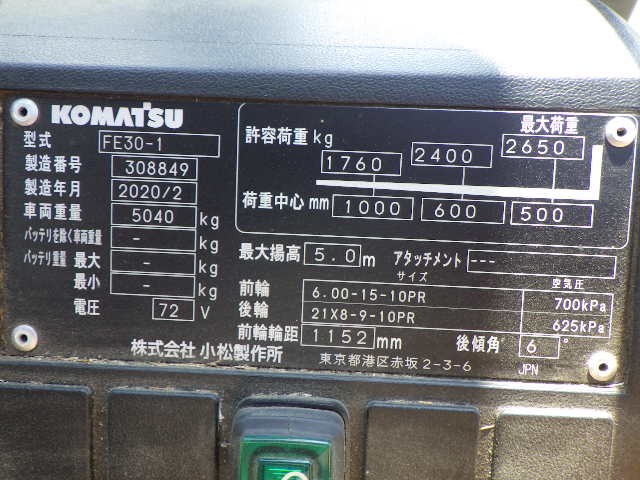 KOMATSU
型式 FE30-1
製造番号 308849
製造年月 2020/2
車両重量 5040 kg
バッテリを除く車両重量 - kg
バッテリ重量 最大 - kg
最小 - kg
電圧 72 V
許容荷重 kg 1760 2400 最大荷重 2650
荷重中心 mm 1000 600 500
最大揚高 5.0 m アタッチメント ---
サイズ 空気圧
前輪 6.00-15-10PR 700kPa
後輪 21X8-9-10PR 625kPa
前輪輪距 1152 mm 後傾角 6 °
株式会社 小松製作所 東京都港区赤坂2-3-6 JPN